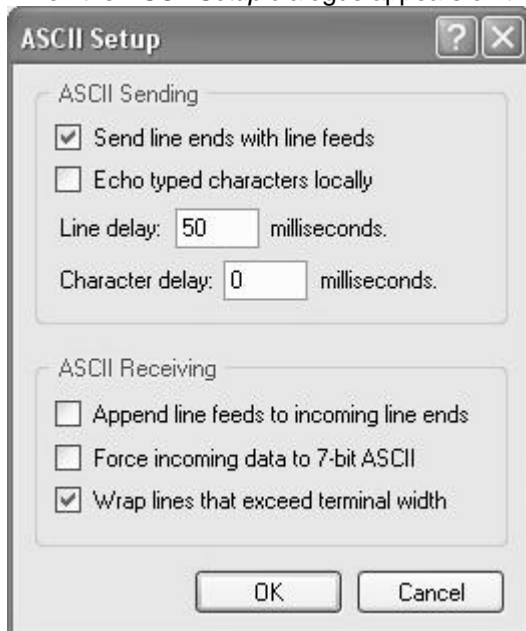 ASCII Setup
ASCII Sending
Send line ends with line feeds
Echo typed characters locally
Line delay: 50 milliseconds.
Character delay: 0 milliseconds.
ASCII Receiving
Append line feeds to incoming line ends
Force incoming data to 7-bit ASCII
Wrap lines that exceed terminal width
OK Cancel